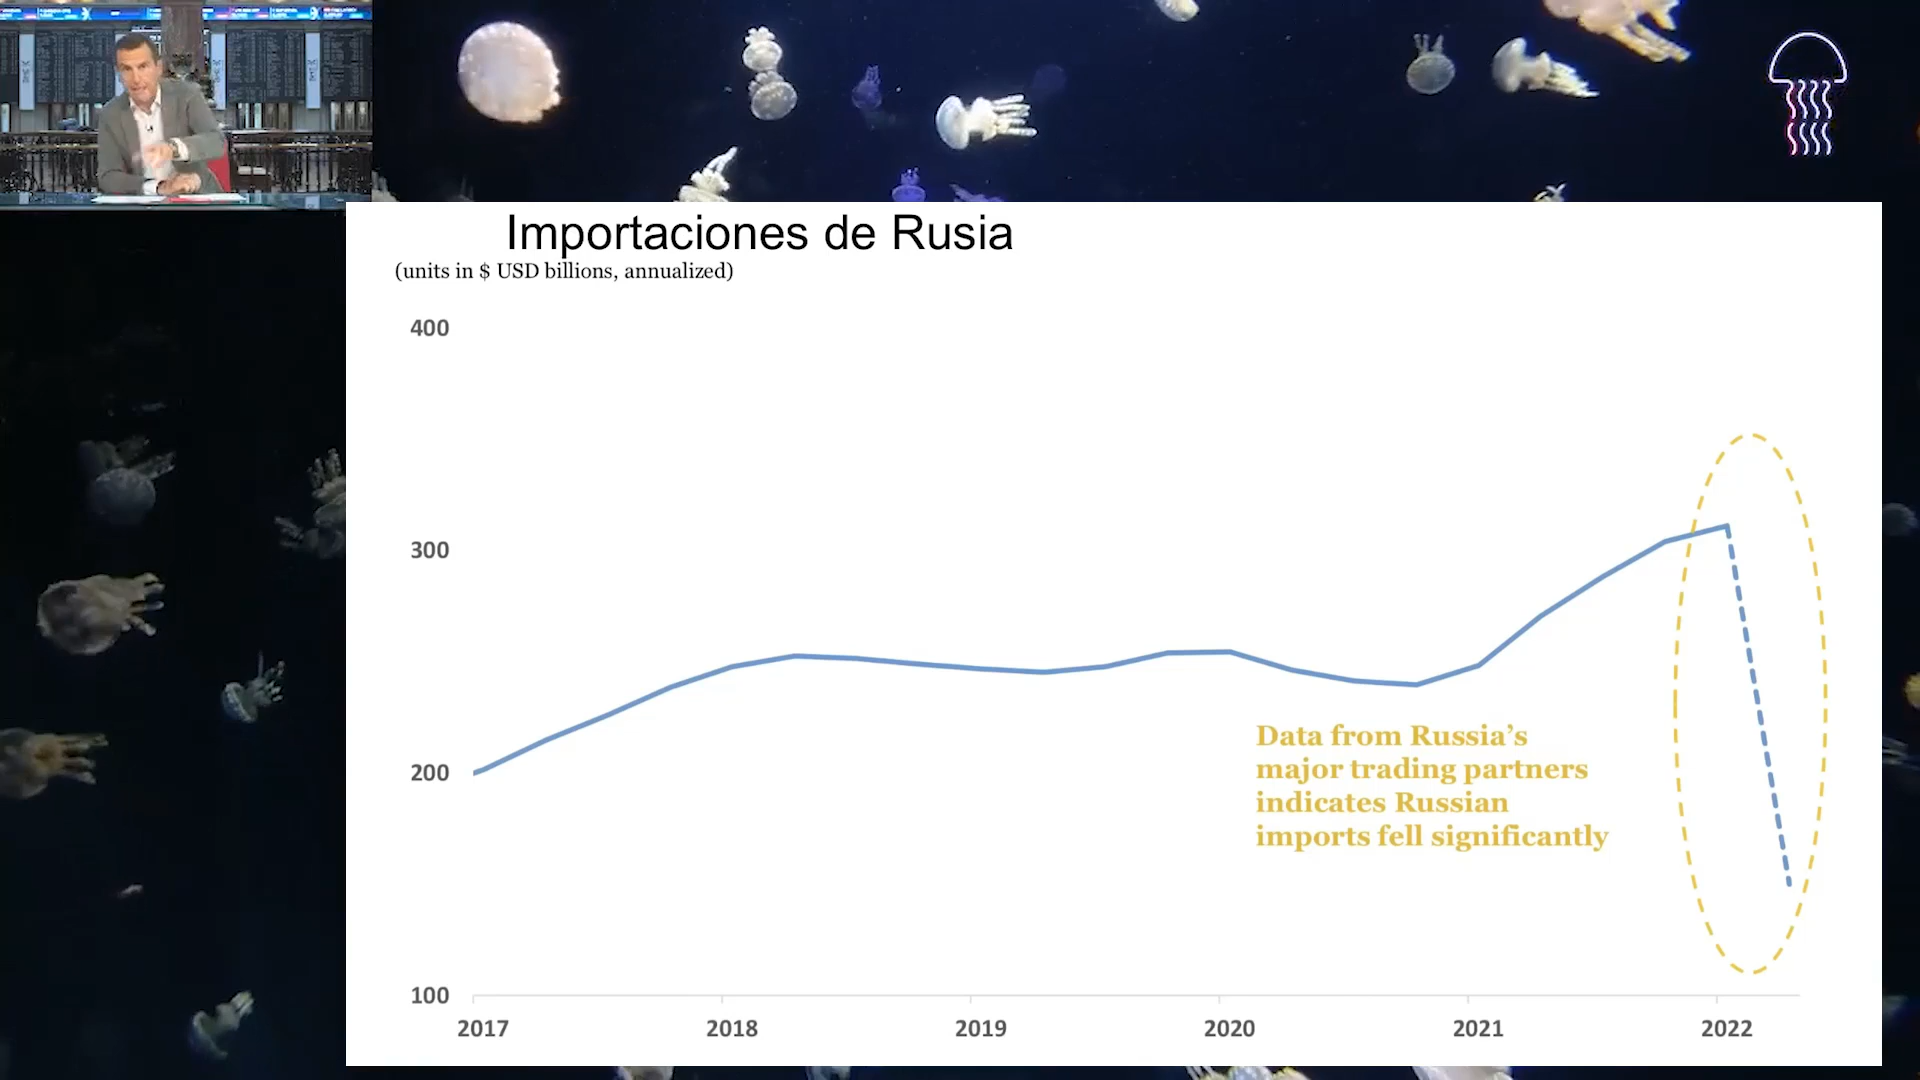 Importaciones de Rusia
(units in $ USD billions, annualized)
400
300
200
100
2017
2018
2019
2020
2021
2022
Data from Russia’s
major trading partners
indicates Russian
imports fell significantly